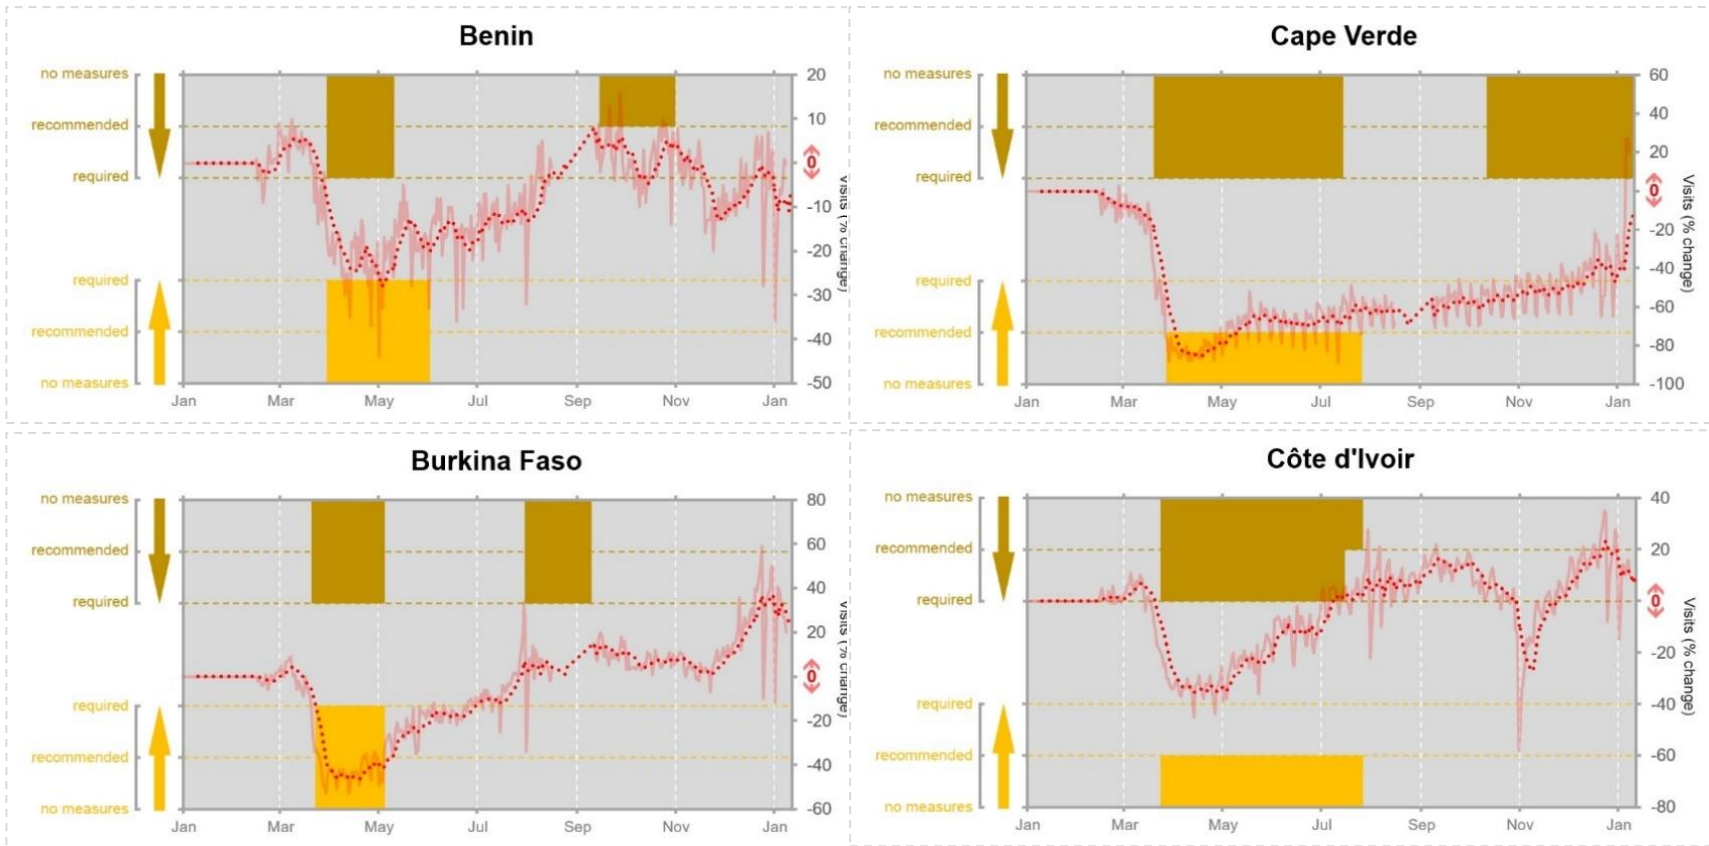 Benin
no measures
recommended
required
required
recommended
no measures
20
10
0
-10
-20
-30
-40
-50
Visits (% change)
Jan Mar May Jul Sep Nov Jan
Cape Verde
no measures
recommended
required
required
recommended
no measures
60
40
20
0
-20
-40
-60
-80
-100
Visits (% change)
Jan Mar May Jul Sep Nov Jan
Burkina Faso
no measures
recommended
required
required
recommended
no measures
80
60
40
20
0
-20
-40
-60
Visits (% change)
Jan Mar May Jul Sep Nov Jan
Côte d'Ivoir
no measures
recommended
required
required
recommended
no measures
40
20
0
-20
-40
-60
-80
Visits (% change)
Jan Mar May Jul Sep Nov Jan